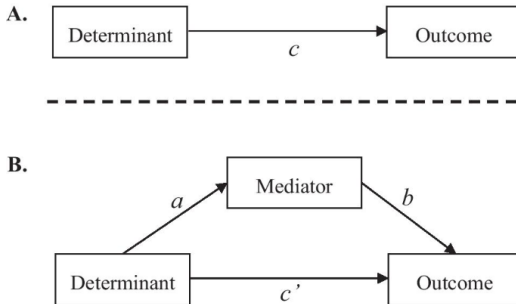 A.
Determinant
Outcome
c
B.
Mediator
a
b
Determinant
Outcome
c’